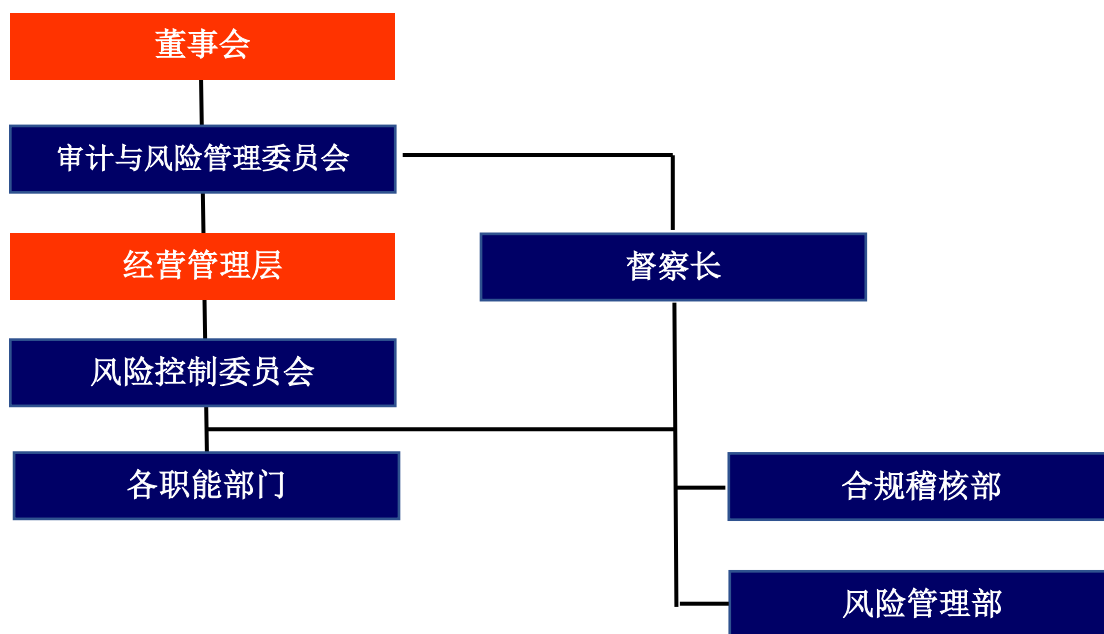 董事会
审计与风险管理委员会
经营管理层
督察长
风险控制委员会
各职能部门
合规稽核部
风险管理部